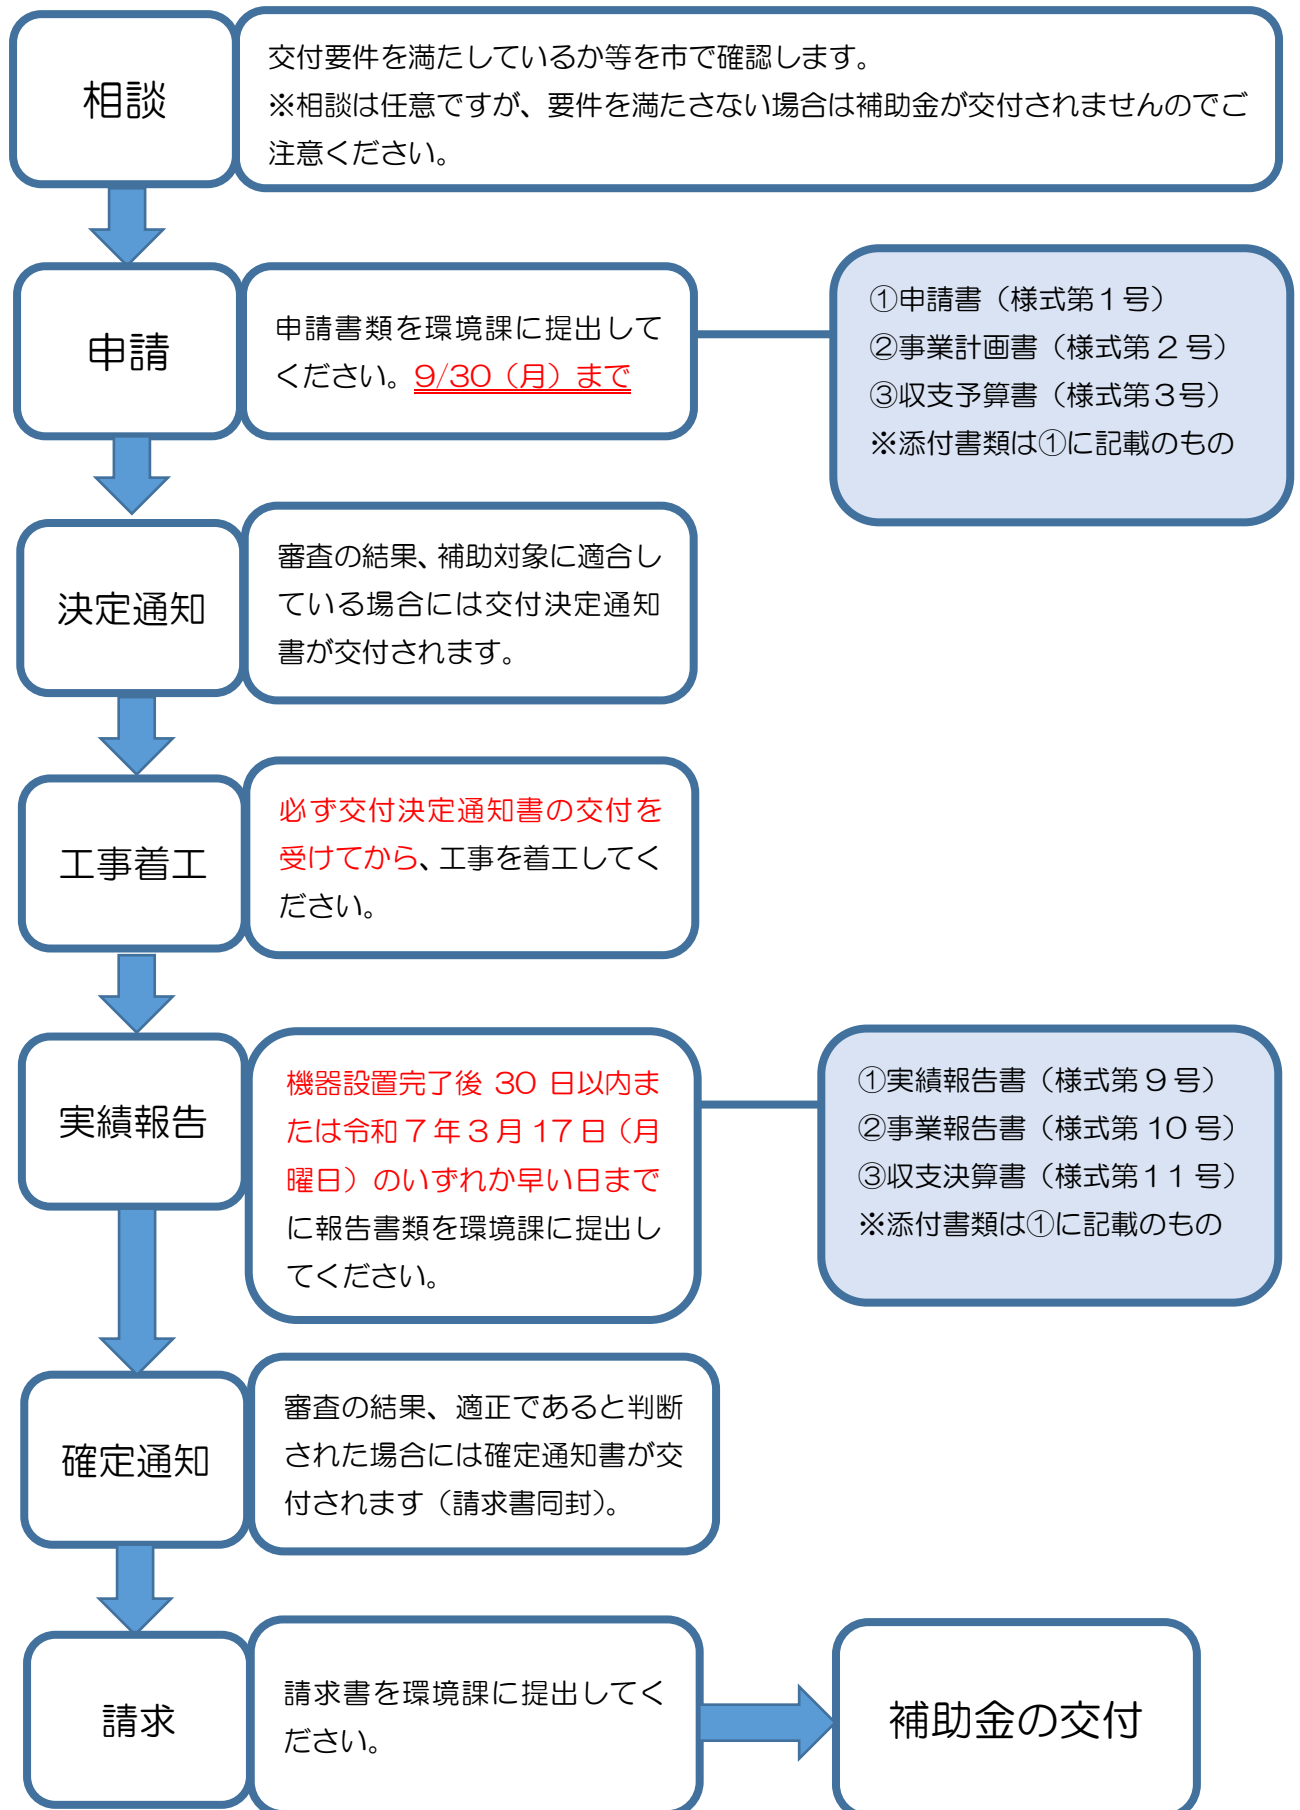 相談
交付要件を満たしているか等を市で確認します。
※相談は任意ですが、要件を満たさない場合は補助金が交付されませんのでご
注意ください。
申請
申請書類を環境課に提出して
ください。9/30（月）まで
①申請書（様式第１号）
②事業計画書（様式第２号）
③収支予算書（様式第３号）
※添付書類は①に記載のもの
決定通知
審査の結果、補助対象に適合し
ている場合には交付決定通知
書が交付されます。
工事着工
必ず交付決定通知書の交付を
受けてから、工事を着工してく
ださい。
実績報告
機器設置完了後 30 日以内ま
たは令和７年３月 17 日（月
曜日）のいずれか早い日まで
に報告書類を環境課に提出し
てください。
①実績報告書（様式第９号）
②事業報告書（様式第 10 号）
③収支決算書（様式第１１号）
※添付書類は①に記載のもの
確定通知
審査の結果、適正であると判断
された場合には確定通知書が交
付されます（請求書同封）。
請求
請求書を環境課に提出してく
ださい。
補助金の交付